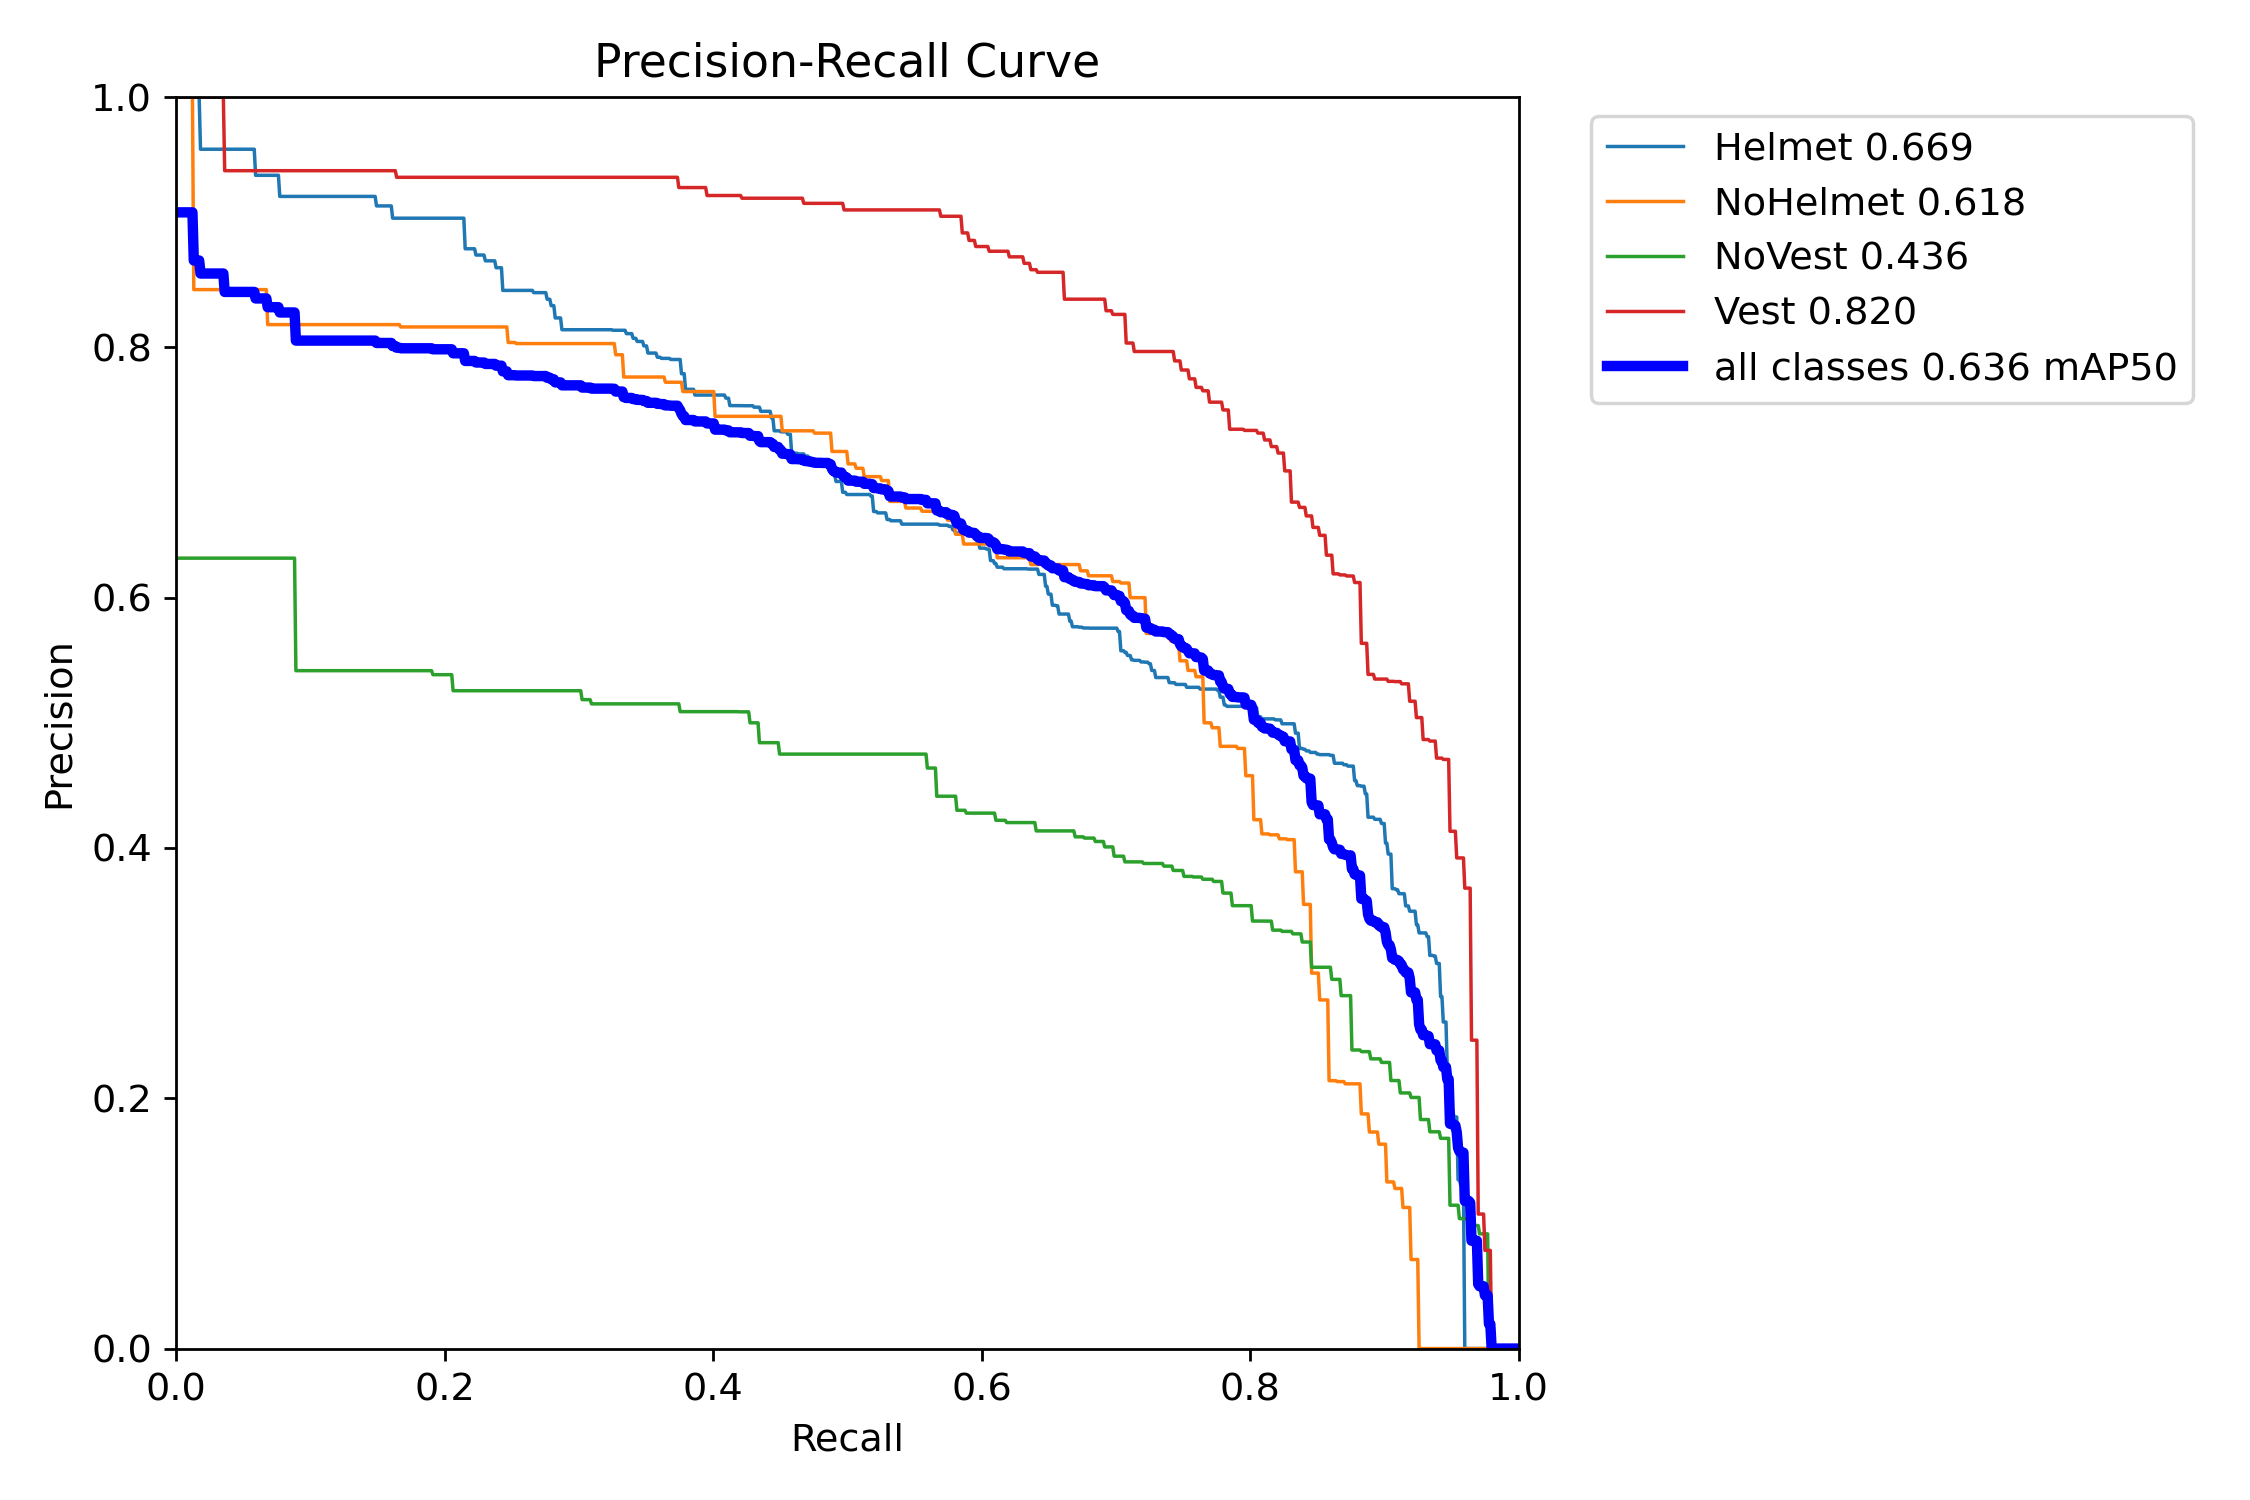 Precision-Recall Curve
1.0
0.8
0.6
0.4
0.2
0.0
Precision
0.0 0.2 0.4 0.6 0.8 1.0
Recall
Helmet 0.669
NoHelmet 0.618
NoVest 0.436
Vest 0.820
all classes 0.636 mAP50